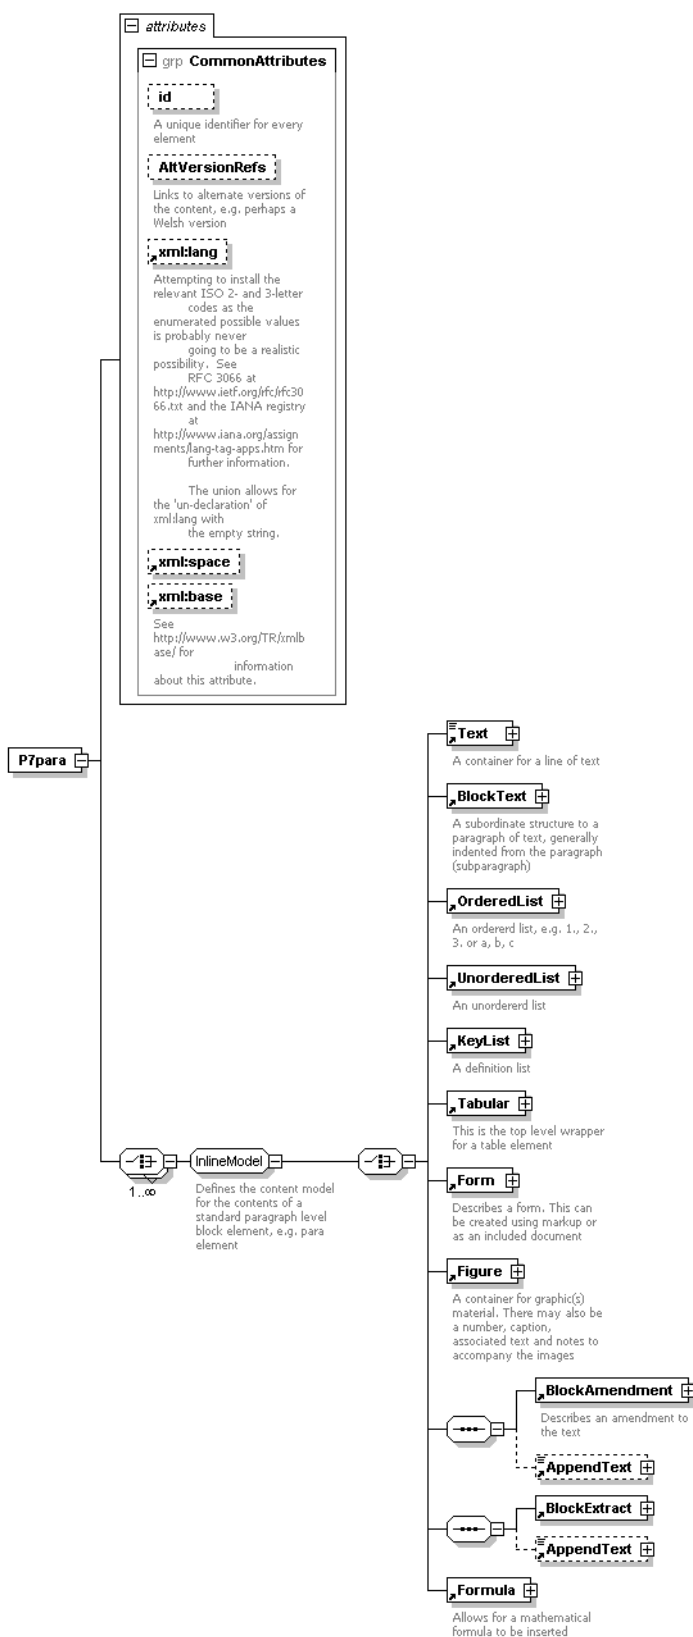 attributes
grp CommonAttributes
id
A unique identifier for every
element
AltVersionRefs
Links to alternate versions of
the content, e.g. perhaps a
Welsh version
xml:lang
Attempting to install the
relevant ISO 2- and 3-letter
codes as the
enumerated possible values
is probably never
going to be a realistic
possibility. See
RFC 3066 at
http://www.ietf.org/rfc/rfc30
66.txt and the IANA registry
at
http://www.iana.org/assign
ments/lang-tag-apps.htm for
further information.
The union allows for
the 'un-declaration' of
xml:lang with
the empty string.
xml:space
xml:base
See
http://www.w3.org/TR/xmlb
ase/ for
information
about this attribute.
P7para
1..∞
InlineModel
Defines the content model
for the contents of a
standard paragraph level
block element, e.g. para
element
Text
A container for a line of text
BlockText
A subordinate structure to a
paragraph of text, generally
indented from the paragraph
(subparagraph)
OrderedList
An ordererd list, e.g. 1., 2.,
3. or a, b, c
UnorderedList
An unordererd list
KeyList
A definition list
Tabular
This is the top level wrapper
for a table element
Form
Describes a form. This can
be created using markup or
as an included document
Figure
A container for graphic(s)
material. There may also be
a number, caption,
associated text and notes to
accompany the images
BlockAmendment
Describes an amendment to
the text
AppendText
BlockExtract
AppendText
Formula
Allows for a mathematical
formula to be inserted